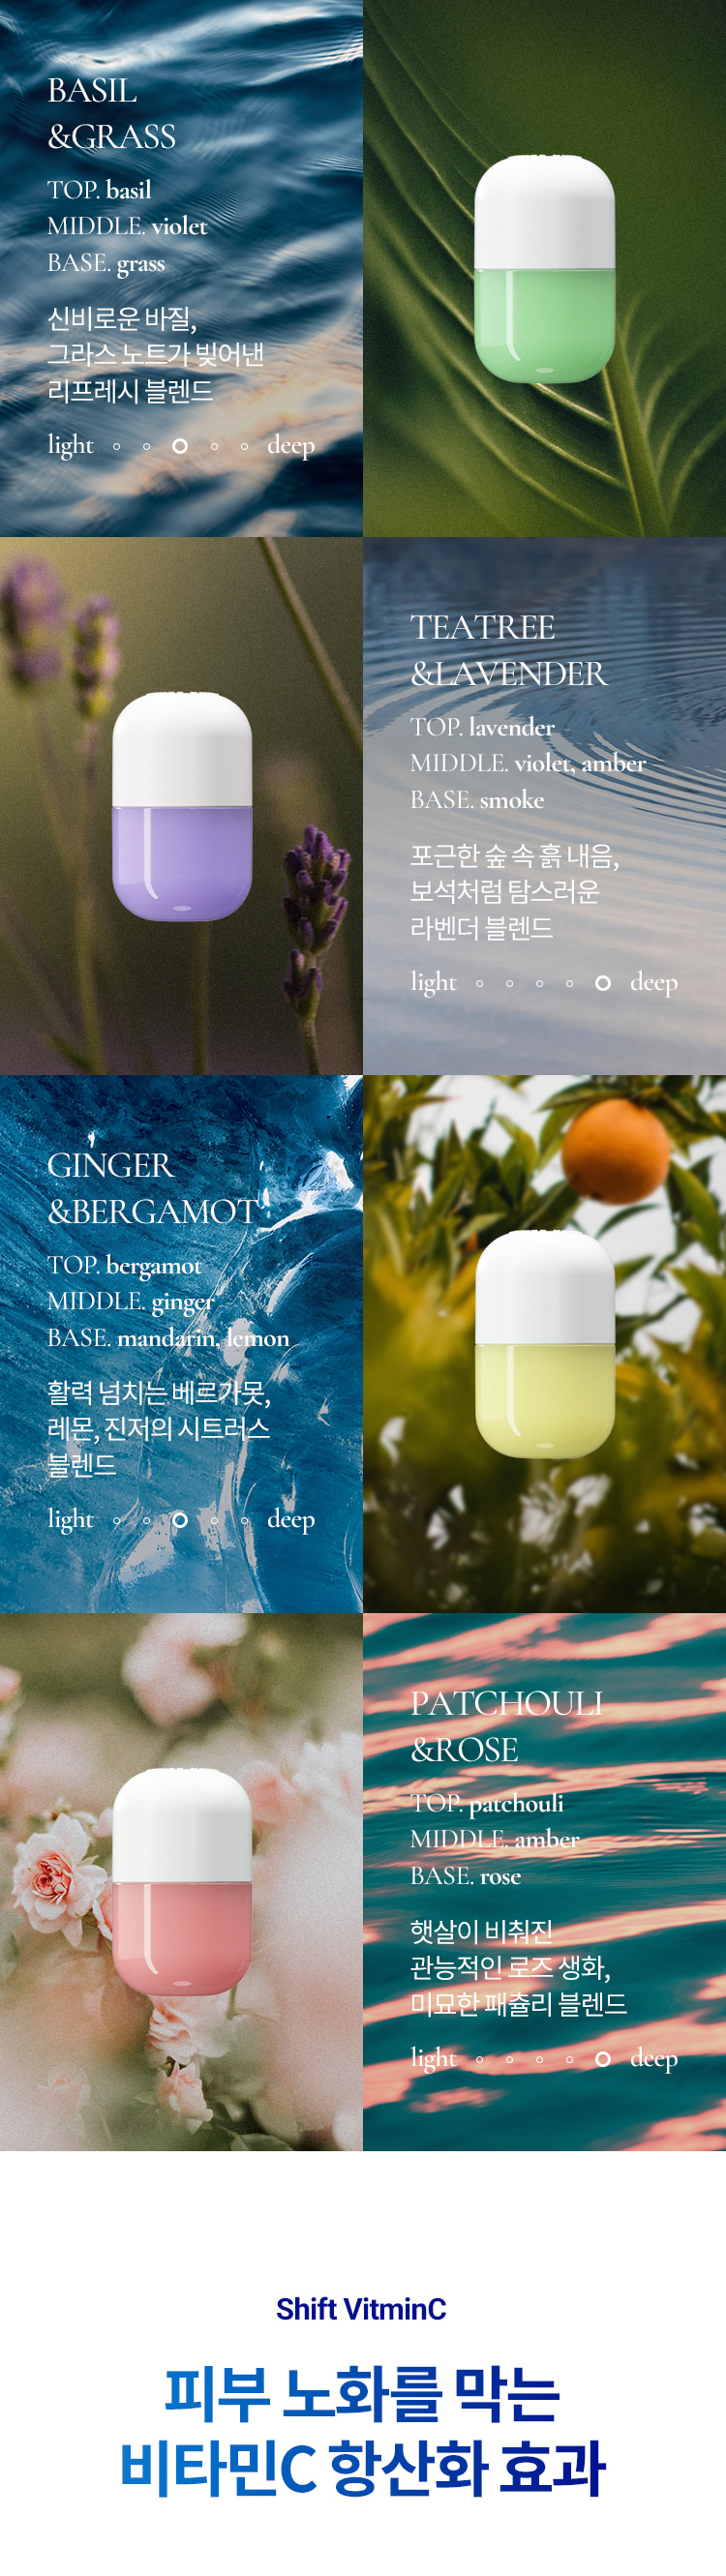 BASIL
&GRASS
TOP. basil
MIDDLE. violet
BASE. grass
신비로운 바질,
그라스 노트가 빚어낸
리프레시 블렌드
light deep
TEATREE
&LAVENDER
TOP. lavender
MIDDLE. violet, amber
BASE. smoke
포근한 숲 속 흙 내음,
보석처럼 탐스러운
라벤더 블렌드
light deep
GINGER
&BERGAMOT
TOP. bergamot
MIDDLE. ginger
BASE. mandarin, lemon
활력 넘치는 베르가못,
레몬, 진저의 시트러스
블렌드
light deep
PATCHOULI
&ROSE
TOP. patchouli
MIDDLE. amber
BASE. rose
햇살이 비춰진
관능적인 로즈 생화,
미묘한 패츌리 블렌드
light deep
Shift VitminC
피부 노화를 막는
비타민C 항산화 효과